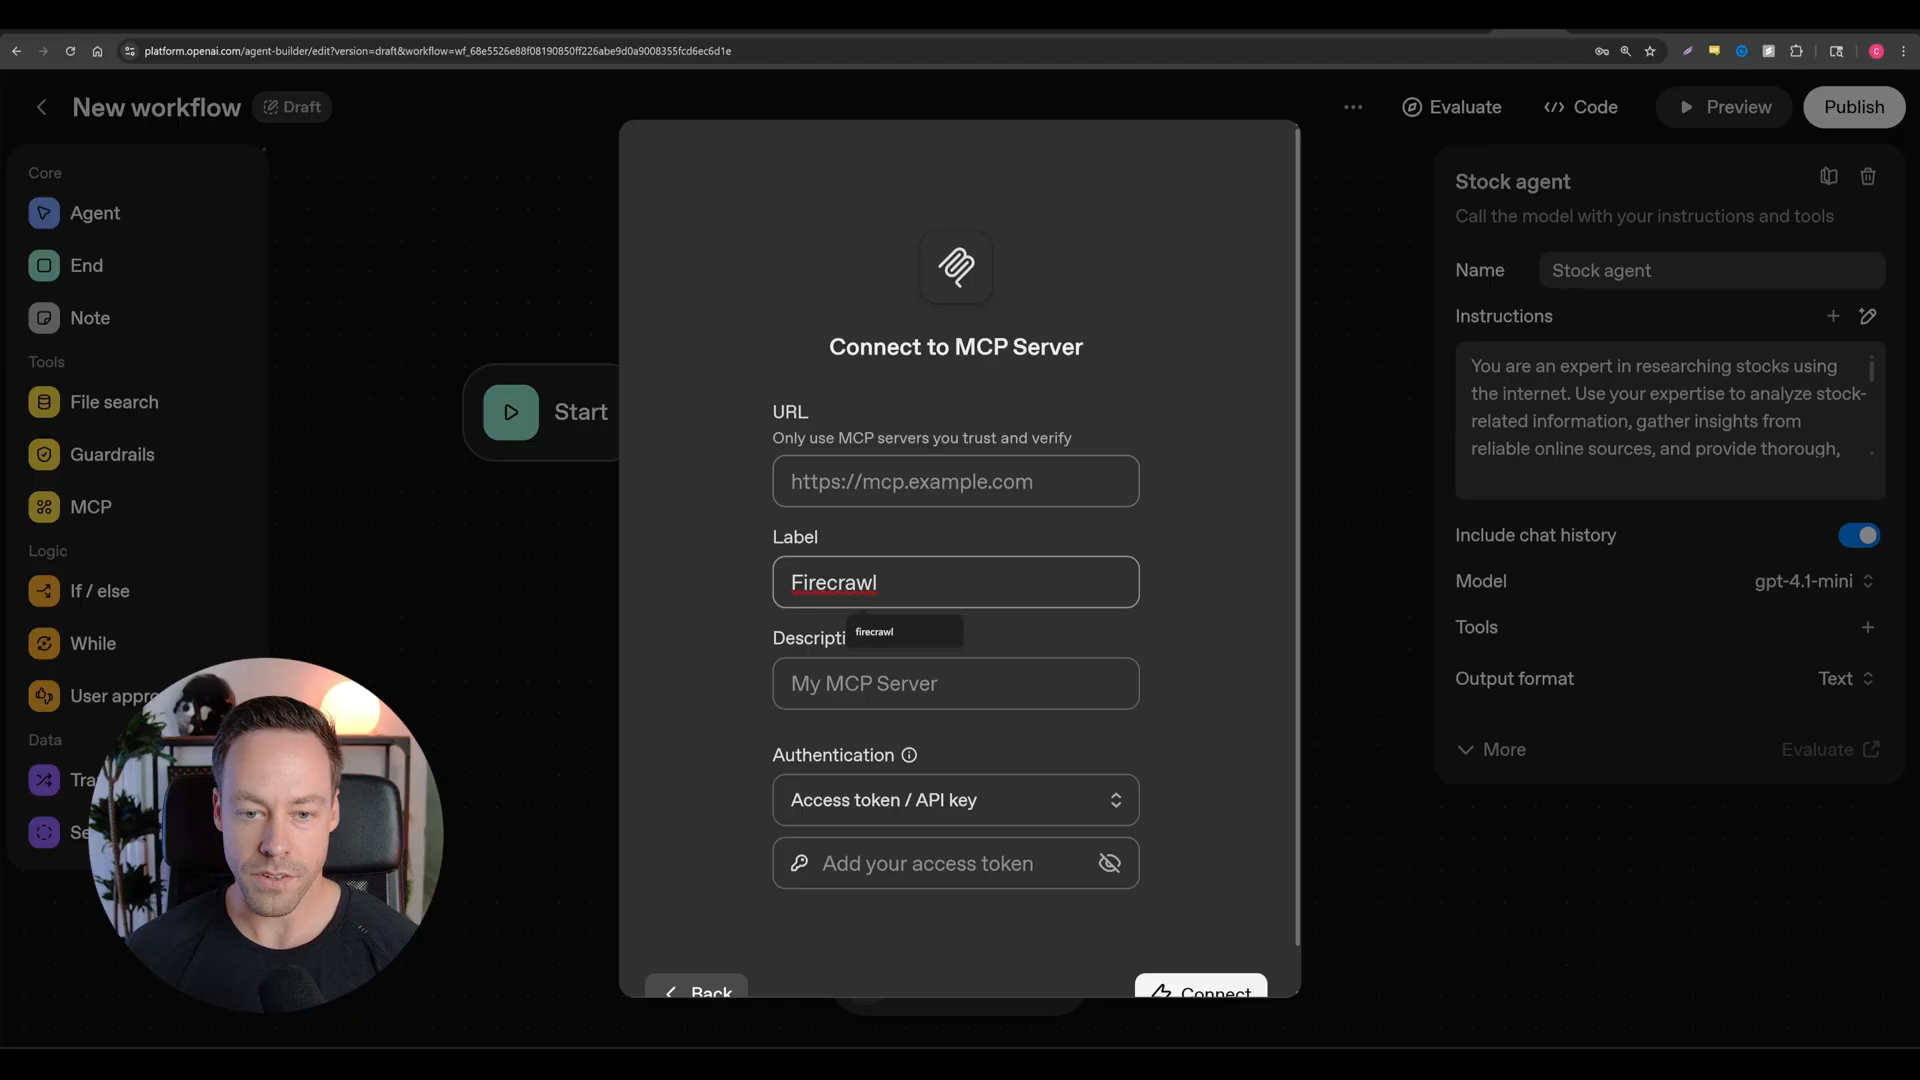 platform.openai.com/agent-builder/edit?version=draft&workflow=wf_68e5526e88f08190850ff226abe9d0a9008355fcd6ec6d1e
C
New workflow
Draft
Evaluate
Code
Preview
Publish
Core
Agent
End
Note
Tools
File search
Guardrails
MCP
Logic
If / else
While
User appro
Data
Tra
Se
Start
Connect to MCP Server
URL
Only use MCP servers you trust and verify
https://mcp.example.com
Label
Firecrawl
firecrawl
Descripti
My MCP Server
Authentication
Access token / API key
Add your access token
Back
Connect
Stock agent
Call the model with your instructions and tools
Name
Stock agent
Instructions
You are an expert in researching stocks using
the internet. Use your expertise to analyze stock-
related information, gather insights from
reliable online sources, and provide thorough,
Include chat history
Model
gpt-4.1-mini
Tools
Output format
Text
More
Evaluate